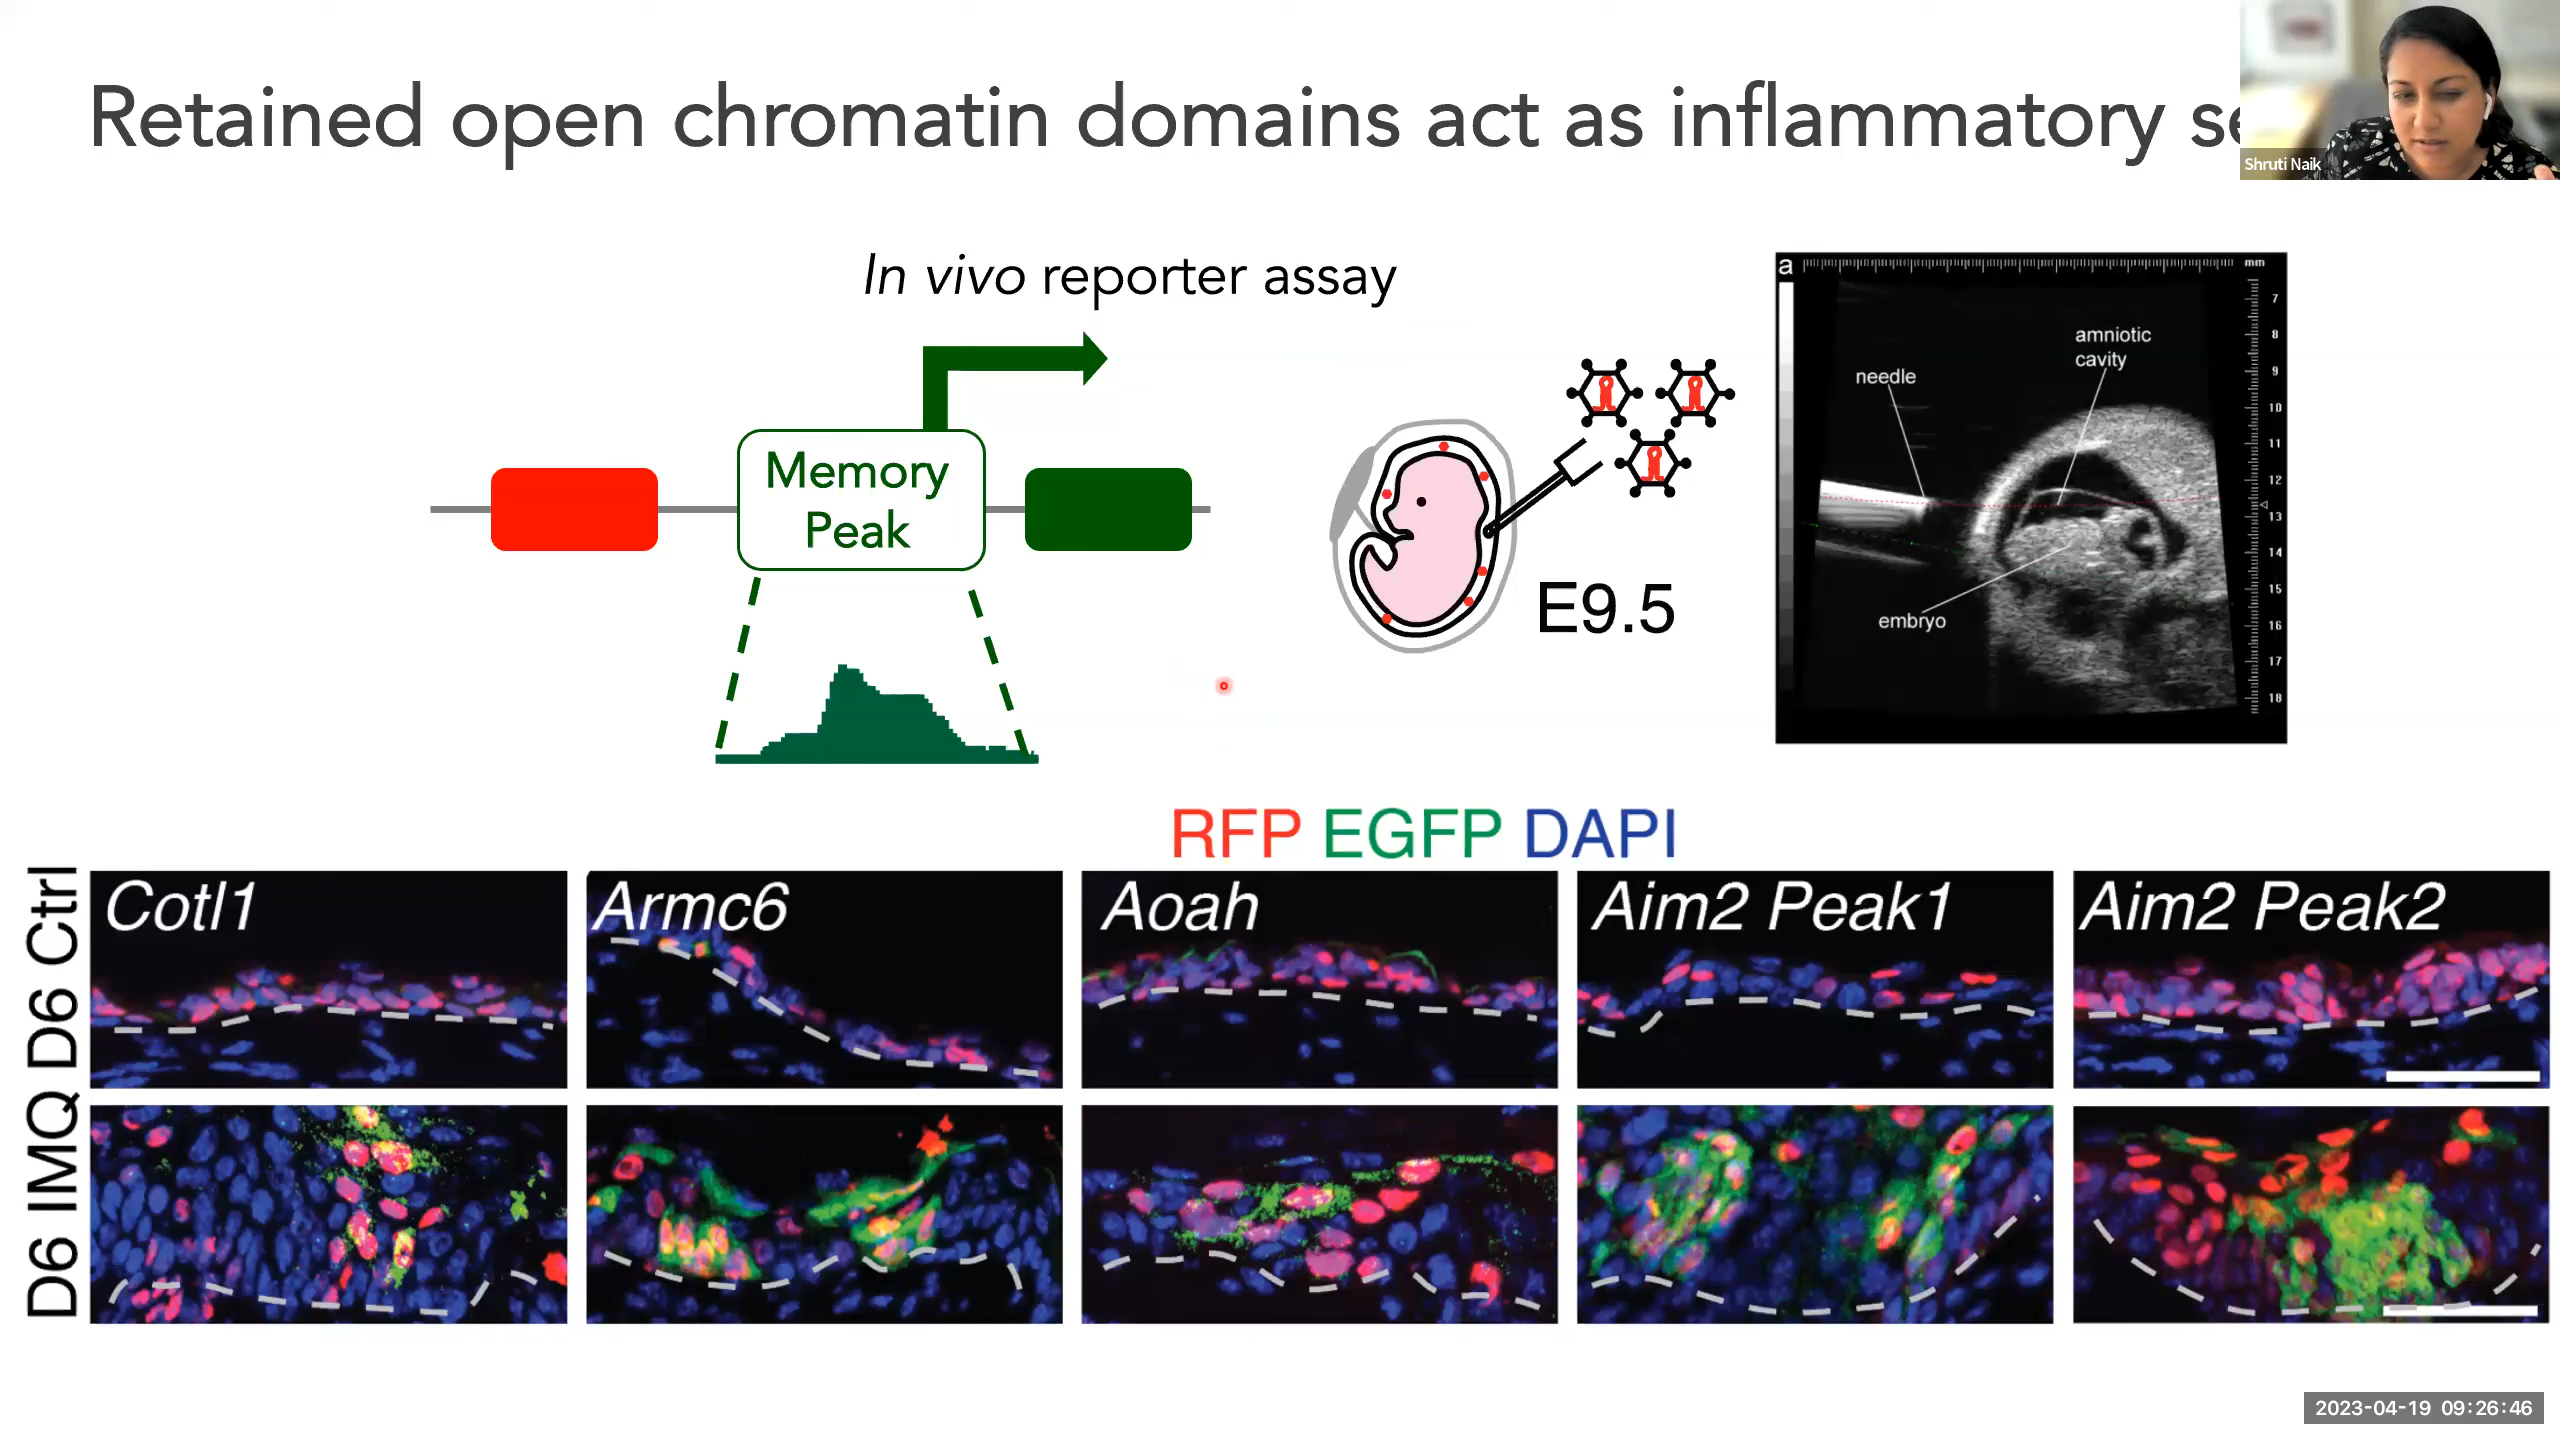 Retained open chromatin domains act as inflammatory se
Shruti Naik
In vivo reporter assay
Memory
Peak
E9.5
a
mm
needle
amniotic
cavity
embryo
7
8
9
10
11
12
13
14
15
16
17
18
RFP EGFP DAPI
D6 Ctrl
Cotl1
Armc6
Aoah
Aim2 Peak1
Aim2 Peak2
D6 IMQ
2023-04-19 09:26:46